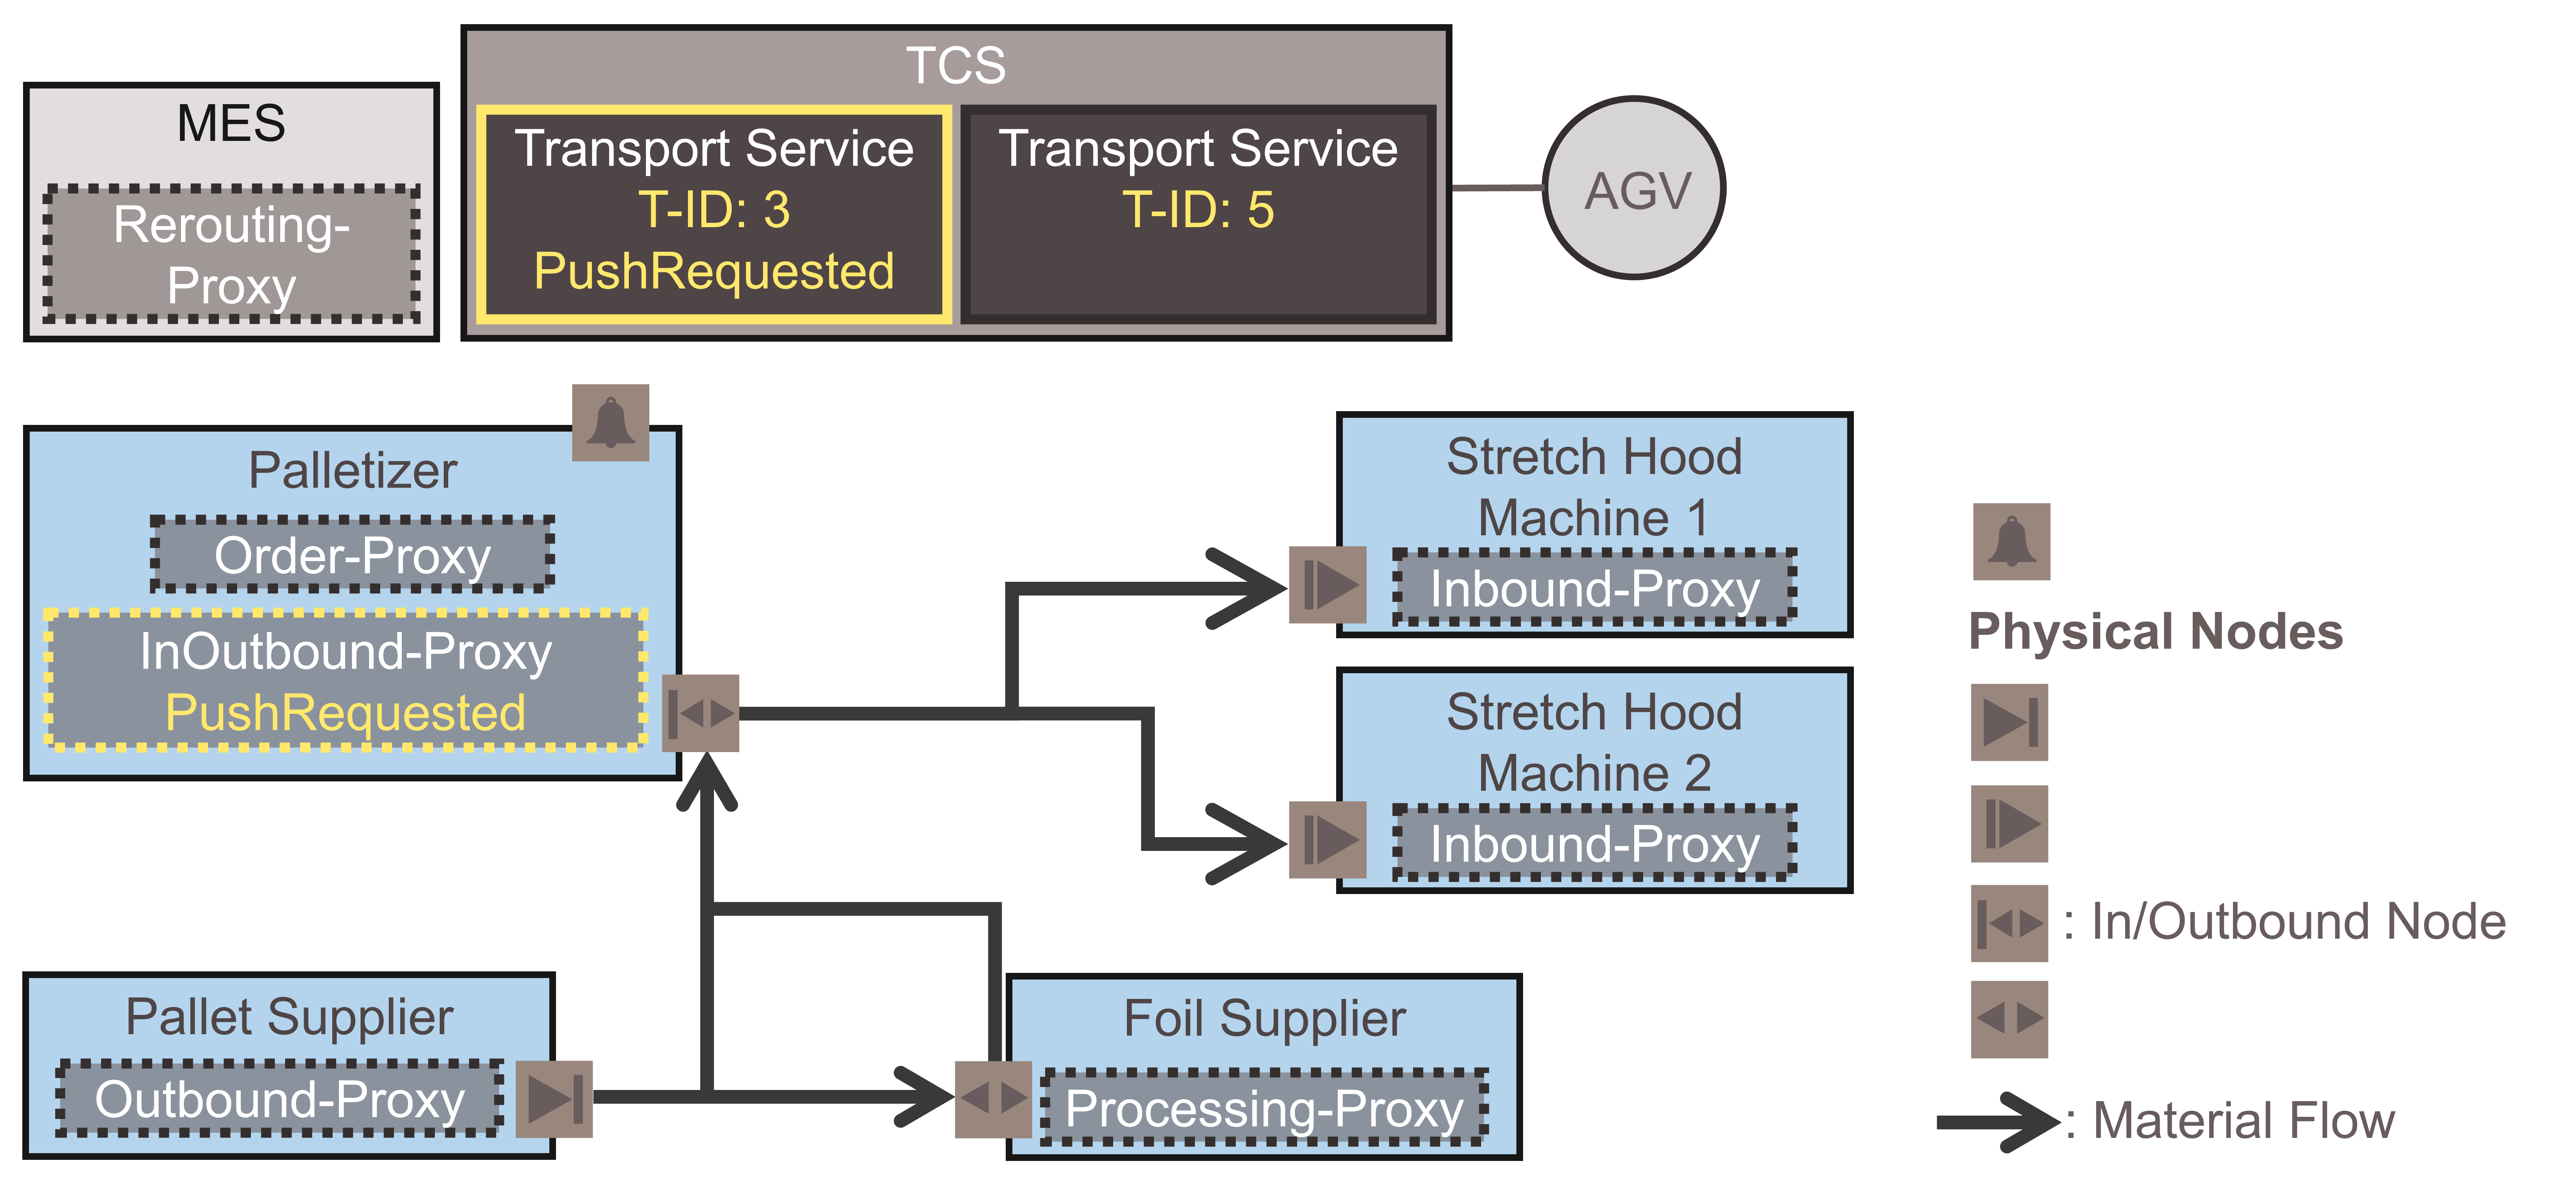 TCS
MES
Rerouting-
Proxy
Transport Service
T-ID: 3
PushRequested
Transport Service
T-ID: 5
AGV
Palletizer
Order-Proxy
InOutbound-Proxy
PushRequested
Stretch Hood
Machine 1
Inbound-Proxy
Stretch Hood
Machine 2
Inbound-Proxy
Pallet Supplier
Outbound-Proxy
Foil Supplier
Processing-Proxy
Physical Nodes
: In/Outbound Node
: Material Flow